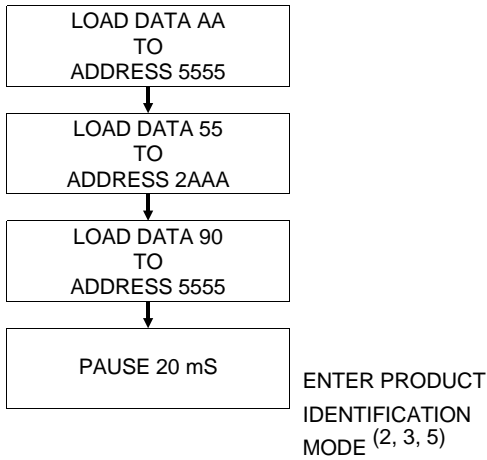 LOAD DATA AA
TO
ADDRESS 5555
LOAD DATA 55
TO
ADDRESS 2AAA
LOAD DATA 90
TO
ADDRESS 5555
PAUSE 20 mS
ENTER PRODUCT
IDENTIFICATION
MODE (2, 3, 5)